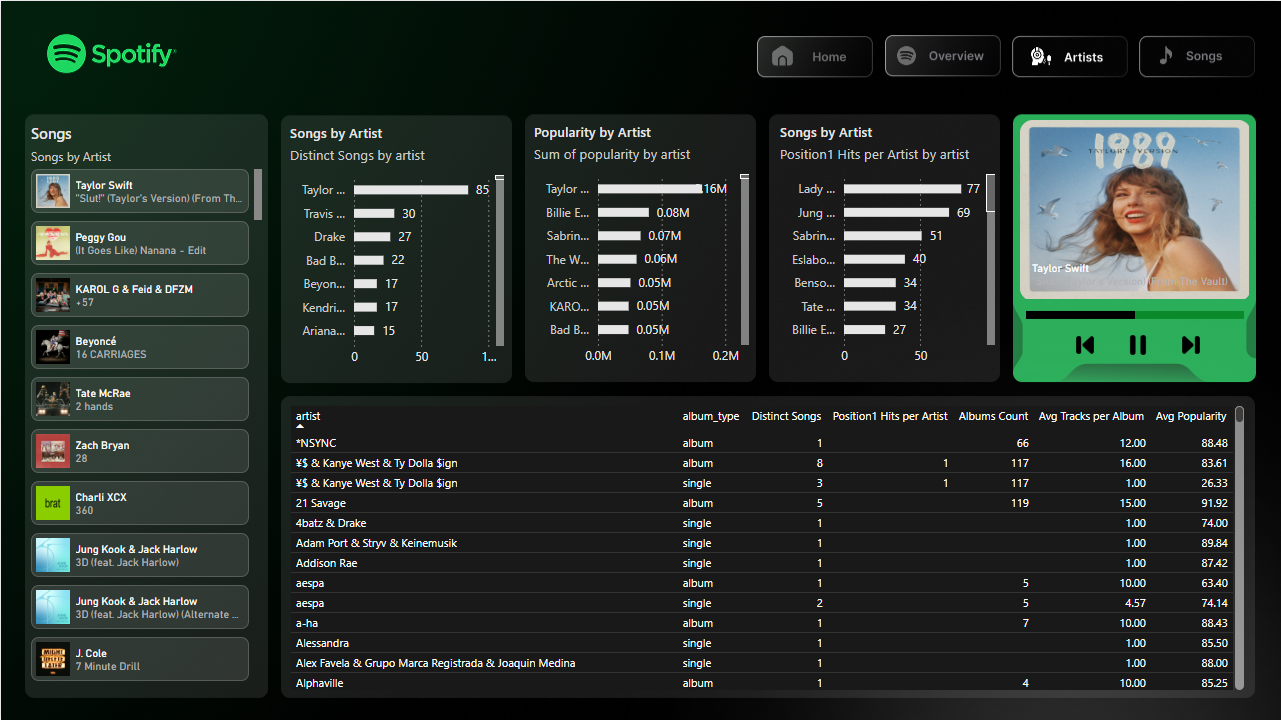 Spotify
Home
Overview
Artists
Songs
Songs
Songs by Artist
Taylor Swift
"Slut!" (Taylor's Version) (From Th...
Peggy Gou
(It Goes Like) Nanana - Edit
KAROL G & Feid & DFZM
+57
Beyoncé
16 CARRIAGES
Tate McRae
2 hands
Zach Bryan
28
brat
Charli XCX
360
Jung Kook & Jack Harlow
3D (feat. Jack Harlow)
Jung Kook & Jack Harlow
3D (feat. Jack Harlow) (Alternate ...
J. Cole
7 Minute Drill
Songs by Artist
Distinct Songs by artist
Taylor ... 85
Travis ... 30
Drake 27
Bad B... 22
Beyon... 17
Kendri... 17
Ariana... 15
0 50 1...
Popularity by Artist
Sum of popularity by artist
Taylor ... 0.16M
Billie E... 0.08M
Sabrin... 0.07M
The W... 0.06M
Arctic ... 0.05M
KARO... 0.05M
Bad B... 0.05M
0.0M 0.1M 0.2M
Songs by Artist
Position1 Hits per Artist by artist
Lady ... 77
Jung ... 69
Sabrin... 51
Eslabo... 40
Benso... 34
Tate ... 34
Billie E... 27
0 50
1989
TAYLOR'S VERSION
Taylor Swift
(From The Vault)
artist album_type Distinct Songs Position1 Hits per Artist Albums Count Avg Tracks per Album Avg Popularity
*NSYNC album 1 66 12.00 88.48
¥$ & Kanye West & Ty Dolla $ign album 8 1 117 16.00 83.61
¥$ & Kanye West & Ty Dolla $ign single 3 1 117 1.00 26.33
21 Savage album 5 119 15.00 91.92
4batz & Drake single 1 1.00 74.00
Adam Port & Stryv & Keinemusik single 1 1.00 89.84
Addison Rae single 1 1.00 87.42
aespa album 1 5 10.00 63.40
aespa single 2 5 4.57 74.14
a-ha album 1 7 10.00 88.43
Alessandra single 1 1.00 85.50
Alex Favela & Grupo Marca Registrada & Joaquin Medina single 1 1.00 88.00
Alphaville album 1 4 10.00 85.25